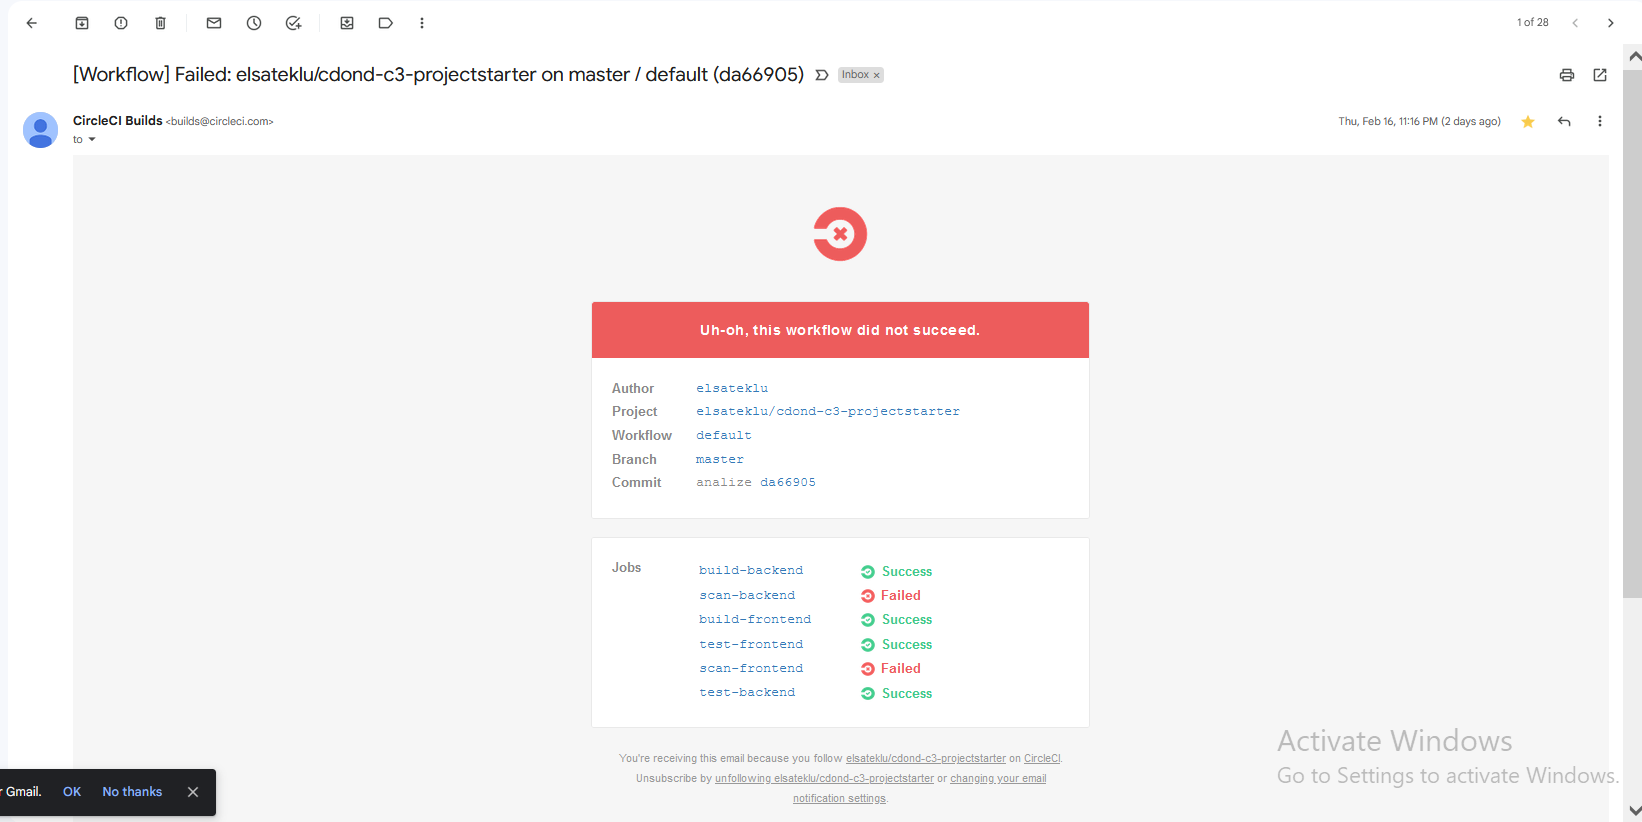 1 of 28
[Workflow] Failed: elsateklu/cdond-c3-projectstarter on master / default (da66905) Inbox ×
CircleCI Builds <builds@circleci.com>
Thu, Feb 16, 11:16 PM (2 days ago)
to
Uh-oh, this workflow did not succeed.
Author elsateklu
Project elsateklu/cdond-c3-projectstarter
Workflow default
Branch master
Commit analize da66905
Jobs build-backend Success
scan-backend Failed
build-frontend Success
test-frontend Success
scan-frontend Failed
test-backend Success
You're receiving this email because you follow elsateklu/cdond-c3-projectstarter on CircleCI.
Unsubscribe by unfollowing elsateklu/cdond-c3-projectstarter or changing your email
notification settings.
Activate Windows
Go to Settings to activate Windows.
r Gmail. OK No thanks